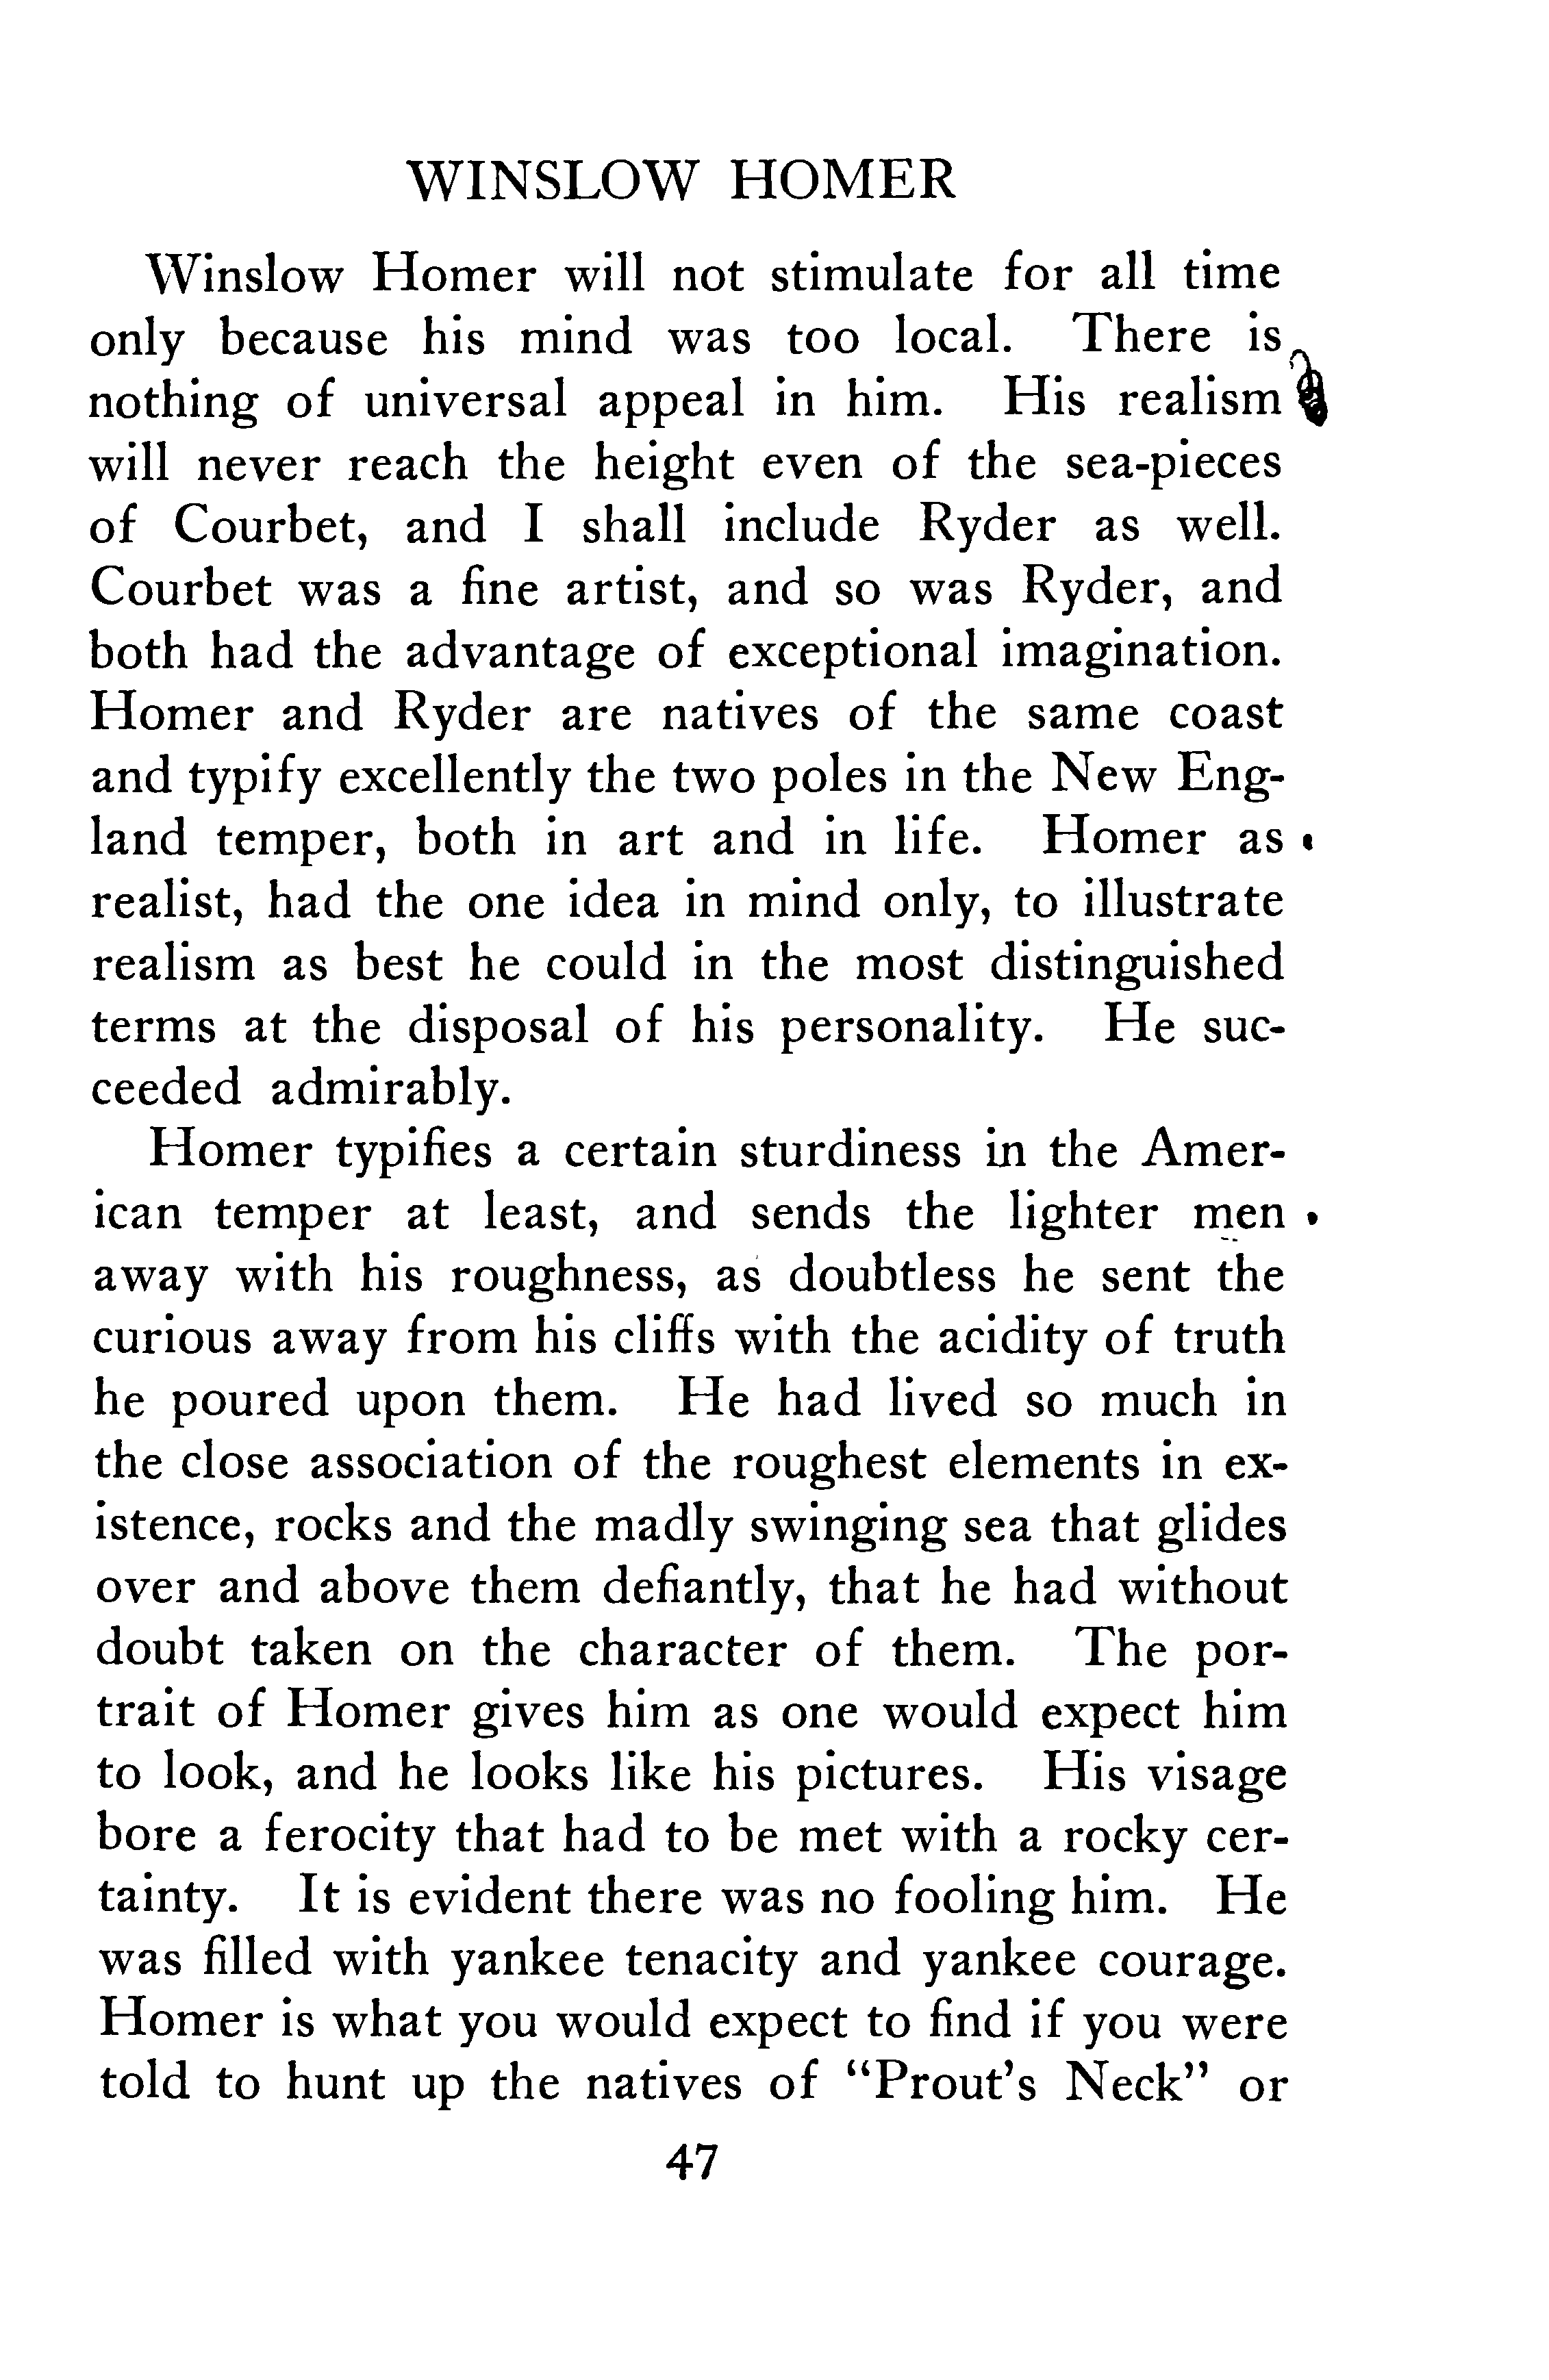 WINSLOW HOMER
Winslow Homer will not stimulate for all time
only because his mind was too local. There is
nothing of universal appeal in him. His realism
will never reach the height even of the sea-pieces
of Courbet, and I shall include Ryder as well.
Courbet was a fine artist, and so was Ryder, and
both had the advantage of exceptional imagination.
Homer and Ryder are natives of the same coast
and typify excellently the two poles in the New Eng-
land temper, both in art and in life. Homer as
realist, had the one idea in mind only, to illustrate
realism as best he could in the most distinguished
terms at the disposal of his personality. He suc-
ceeded admirably.
Homer typifies a certain sturdiness in the Amer-
ican temper at least, and sends the lighter men
away with his roughness, as doubtless he sent the
curious away from his cliffs with the acidity of truth
he poured upon them. He had lived so much in
the close association of the roughest elements in ex-
istence, rocks and the madly swinging sea that glides
over and above them defiantly, that he had without
doubt taken on the character of them. The por-
trait of Homer gives him as one would expect him
to look, and he looks like his pictures. His visage
bore a ferocity that had to be met with a rocky cer-
tainty. It is evident there was no fooling him. He
was filled with yankee tenacity and yankee courage.
Homer is what you would expect to find if you were
told to hunt up the natives of "Prout's Neck" or
47